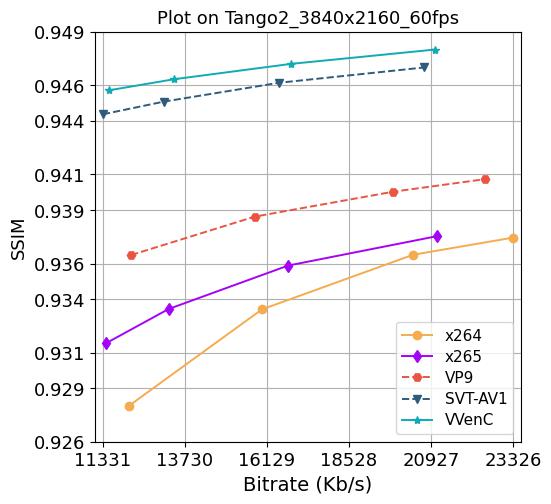 Plot on Tango2_3840x2160_60fps
SSIM
0.949
0.946
0.944
0.941
0.939
0.936
0.934
0.931
0.929
0.926
x264
x265
VP9
SVT-AV1
VVenC
11331 13730 16129 18528 20927 23326
Bitrate (Kb/s)